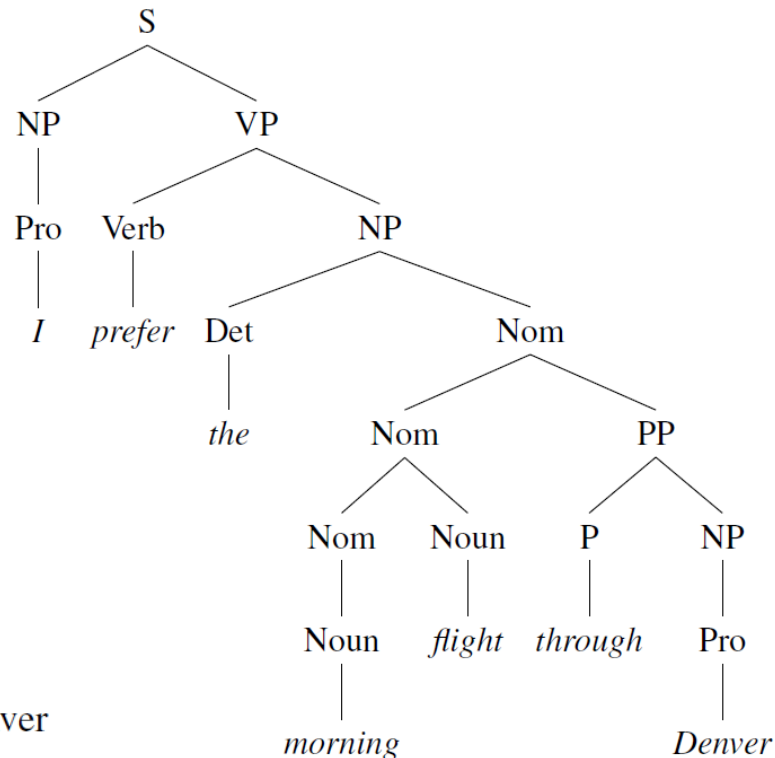 S
NP VP
Pro Verb NP
I prefer Det Nom
the Nom PP
Nom Noun P NP
Noun flight through Pro
ver
morning Denver